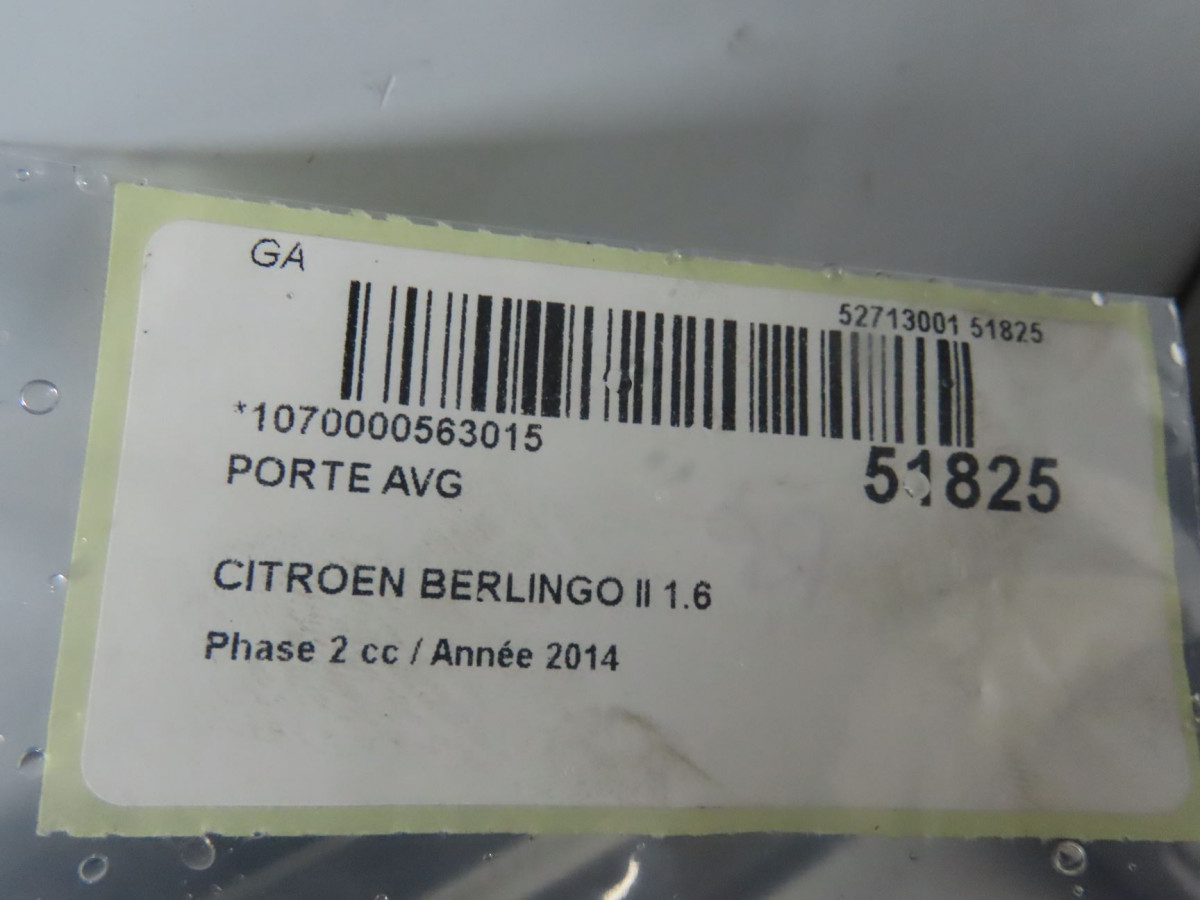 GA
52713001 51825
*1070000563015
PORTE AVG
51825
CITROEN BERLINGO II 1.6
Phase 2 cc / Année 2014